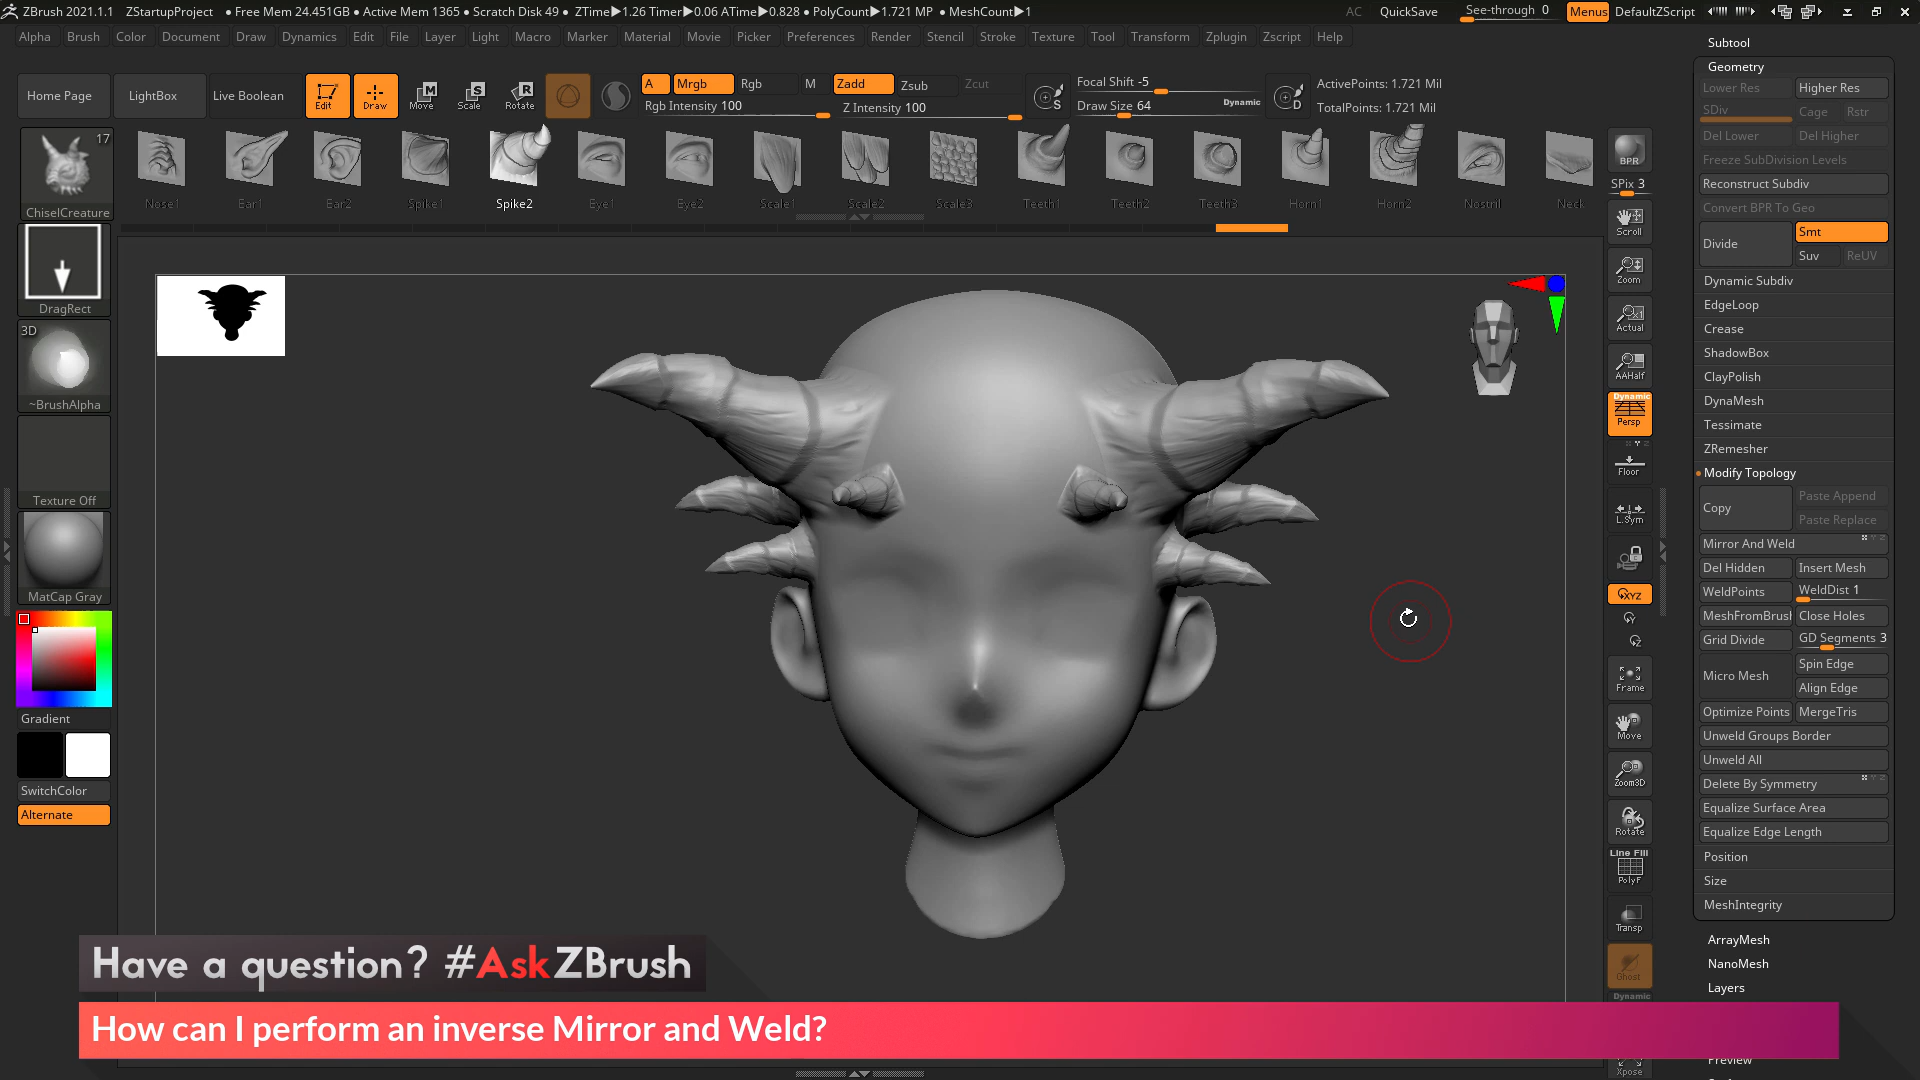 ZBrush 2021.1.1 ZStartupProject • Free Mem 24.451GB • Active Mem 1365 • Scratch Disk 49 • ZTime▶1.26 Timer▶0.06 ATime▶0.828 • PolyCount▶1.721 MP • MeshCount▶1 AC QuickSave See-through 0 Menus DefaultZScript
Alpha Brush Color Document Draw Dynamics Edit File Layer Light Macro Marker Material Movie Picker Preferences Render Stencil Stroke Texture Tool Transform Zplugin Zscript Help
Home Page LightBox Live Boolean Edit Draw Move Scale Rotate
M S R
A Mrgb Rgb M Zadd Zsub Zcut
Rgb Intensity 100 Z Intensity 100
S Focal Shift -5
Draw Size 64 Dynamic D
ActivePoints: 1.721 Mil
TotalPoints: 1.721 Mil
17
ChiselCreature
Nose1 Ear1 Ear2 Spike1 Spike2 Eye1 Eye2 Scale1 Scale2 Scale3 Teeth1 Teeth2 Teeth3 Horn1 Horn2 Nostril Neck
DragRect
3D
~BrushAlpha
Texture Off
MatCap Gray
Gradient
SwitchColor
Alternate
BPR
SPix 3
Scroll
Zoom
Actual
AAHalf
Dynamic
Persp
Floor
L.Sym
XYZ
Y
Z
Frame
Move
Zoom3D
Rotate
Line Fill
PolyF
Transp
Ghost
Dynamic
Xpose
Subtool
Geometry
Lower Res Higher Res
SDiv Cage Rstr
Del Lower Del Higher
Freeze SubDivision Levels
Reconstruct Subdiv
Convert BPR To Geo
Divide Smt
Suv ReUV
Dynamic Subdiv
EdgeLoop
Crease
ShadowBox
ClayPolish
DynaMesh
Tessimate
ZRemesher
Modify Topology
Copy Paste Append
Paste Replace
Mirror And Weld
Del Hidden Insert Mesh
WeldPoints WeldDist 1
MeshFromBrush Close Holes
Grid Divide GD Segments 3
Micro Mesh Spin Edge
Align Edge
Optimize Points MergeTris
Unweld Groups Border
Unweld All
Delete By Symmetry
Equalize Surface Area
Equalize Edge Length
Position
Size
MeshIntegrity
ArrayMesh
NanoMesh
Layers
Preview
Have a question? #AskZBrush
How can I perform an inverse Mirror and Weld?